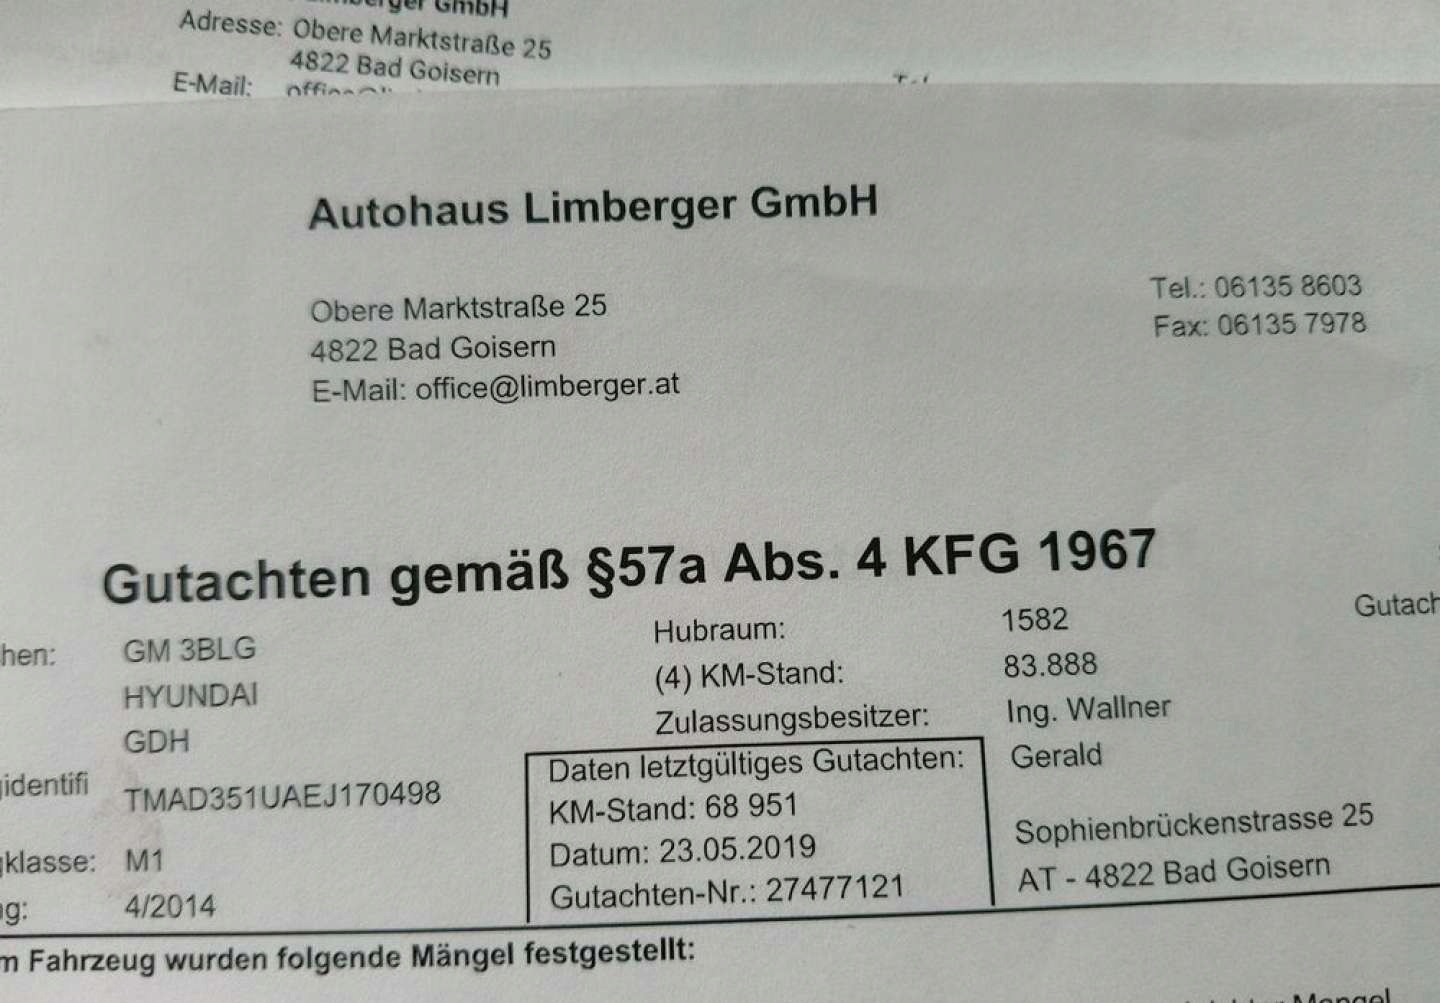 GmbH
Adresse: Obere Marktstraße 25
4822 Bad Goisern
E-Mail:
Autohaus Limberger GmbH
Obere Marktstraße 25
4822 Bad Goisern
E-Mail: office@limberger.at
Tel.: 06135 8603
Fax: 06135 7978
Gutachten gemäß §57a Abs. 4 KFG 1967
Gutach
hen: GM 3BLG
HYUNDAI
GDH
identifi TMAD351UAEJ170498
klasse: M1
g: 4/2014
Hubraum: 1582
(4) KM-Stand: 83.888
Zulassungsbesitzer: Ing. Wallner
Gerald
Sophienbrückenstrasse 25
AT - 4822 Bad Goisern
Daten letztgültiges Gutachten:
KM-Stand: 68 951
Datum: 23.05.2019
Gutachten-Nr.: 27477121
m Fahrzeug wurden folgende Mängel festgestellt: